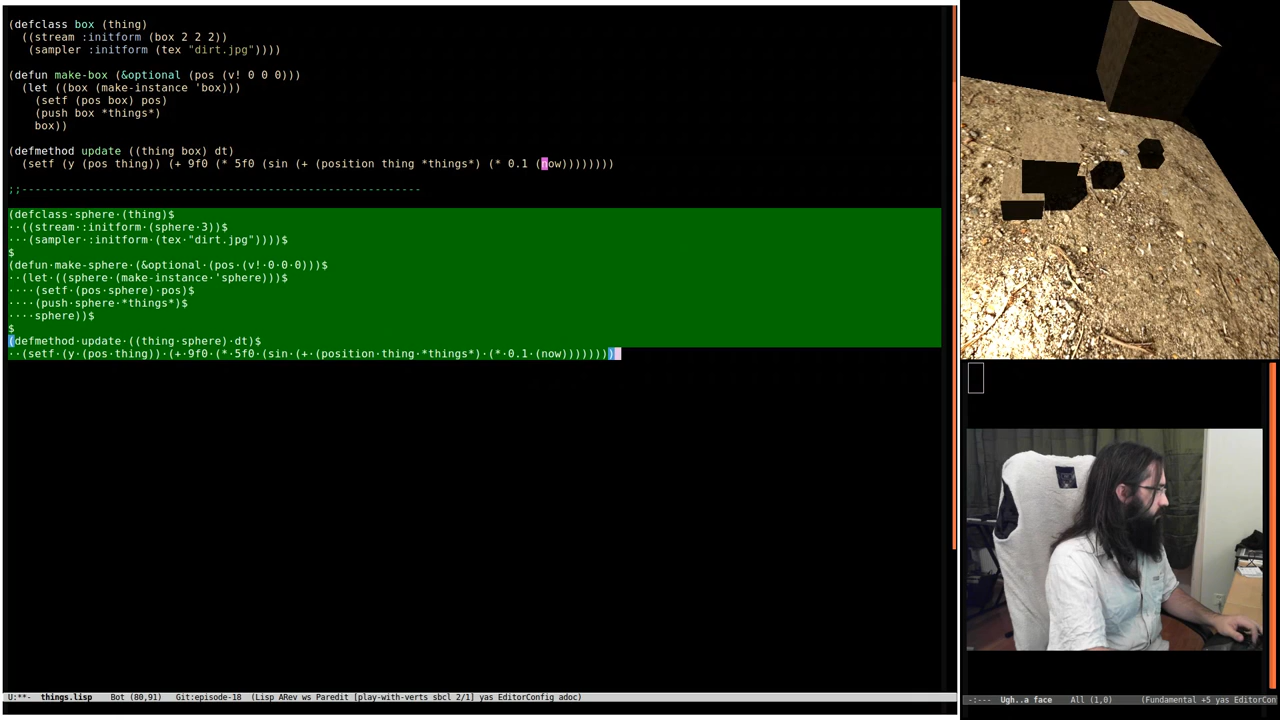 (defclass box (thing)
  ((stream :initform (box 2 2 2))
   (sampler :initform (tex "dirt.jpg"))))
(defun make-box (&optional (pos (v! 0 0 0)))
  (let ((box (make-instance 'box)))
    (setf (pos box) pos)
    (push box *things*)
    box))
(defmethod update ((thing box) dt)
  (setf (y (pos thing)) (+ 9f0 (* 5f0 (sin (+ (position thing *things*) (* 0.1 (now))))))))
;;------------------------------------------------------------
(defclass·sphere·(thing)$
··((stream·:initform·(sphere·3))$
···(sampler·:initform·(tex·"dirt.jpg"))))$
$
(defun·make-sphere·(&optional·(pos·(v!·0·0·0)))$
··(let·((sphere·(make-instance·'sphere)))$
····(setf·(pos·sphere)·pos)$
····(push·sphere·*things*)$
····sphere))$
$
(defmethod·update·((thing·sphere)·dt)$
··(setf·(y·(pos·thing))·(+·9f0·(*·5f0·(sin·(+·(position·thing·*things*)·(*·0.1·(now))))))))
U:**-  things.lisp   Bot (80,91)   Git:episode-18  (Lisp ARev ws Paredit [play-with-verts sbcl 2/1] yas EditorConfig adoc)
-:---  Ugh..a face   All (1,0)     (Fundamental +5 yas EditorCon